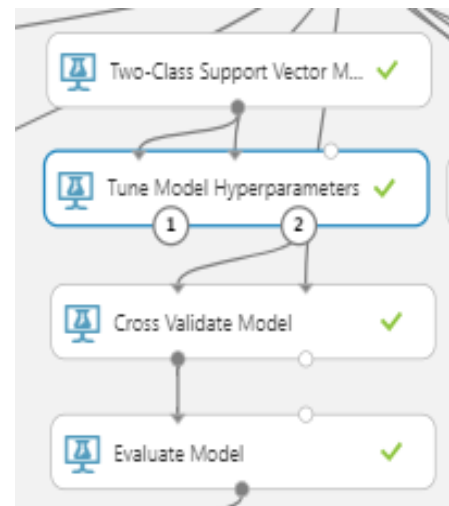 Two-Class Support Vector M...
Tune Model Hyperparameters
1
2
Cross Validate Model
Evaluate Model